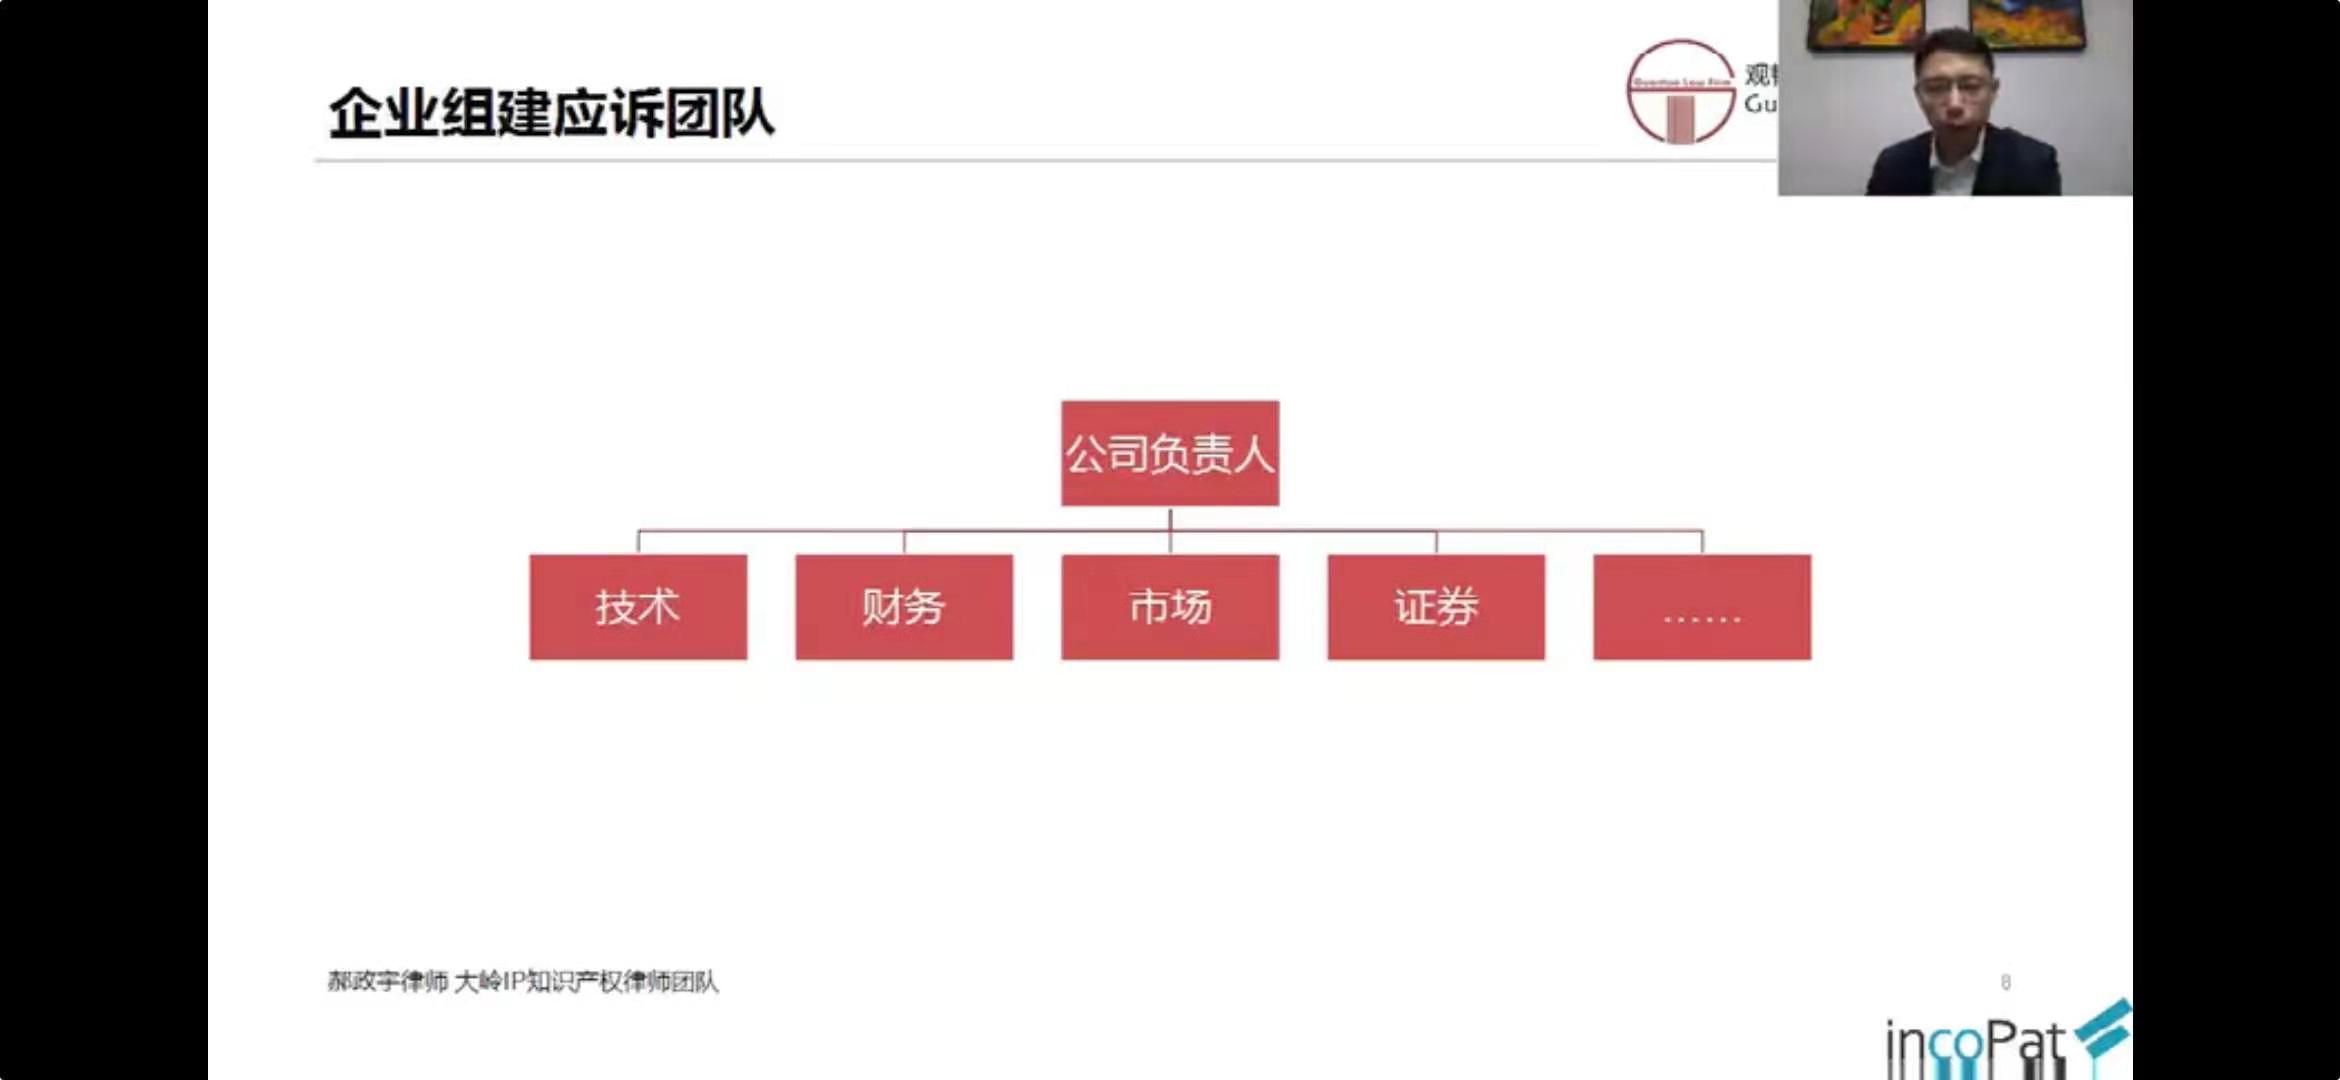 企业组建应诉团队
Guantao Law Firm
观
Gu
公司负责人
技术
财务
市场
证券
......
郝政宇律师 大岭IP知识产权律师团队
8
incoPat